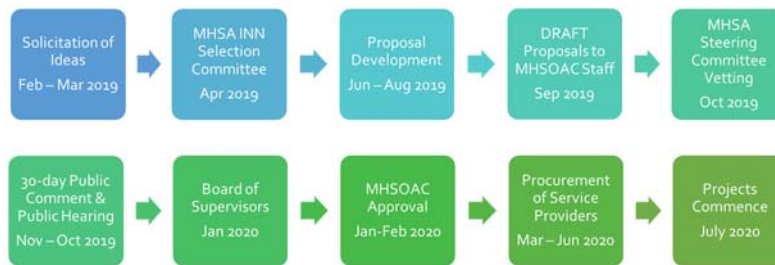 Solicitation of
Ideas
Feb – Mar 2019
MHSA INN
Selection
Committee
Apr 2019
Proposal
Development
Jun – Aug 2019
DRAFT
Proposals to
MHSOAC Staff
Sep 2019
MHSA
Steering
Committee
Vetting
Oct 2019
30-day Public
Comment &
Public Hearing
Nov – Oct 2019
Board of
Supervisors
Jan 2020
MHSOAC
Approval
Jan-Feb 2020
Procurement
of Service
Providers
Mar – Jun 2020
Projects
Commence
July 2020